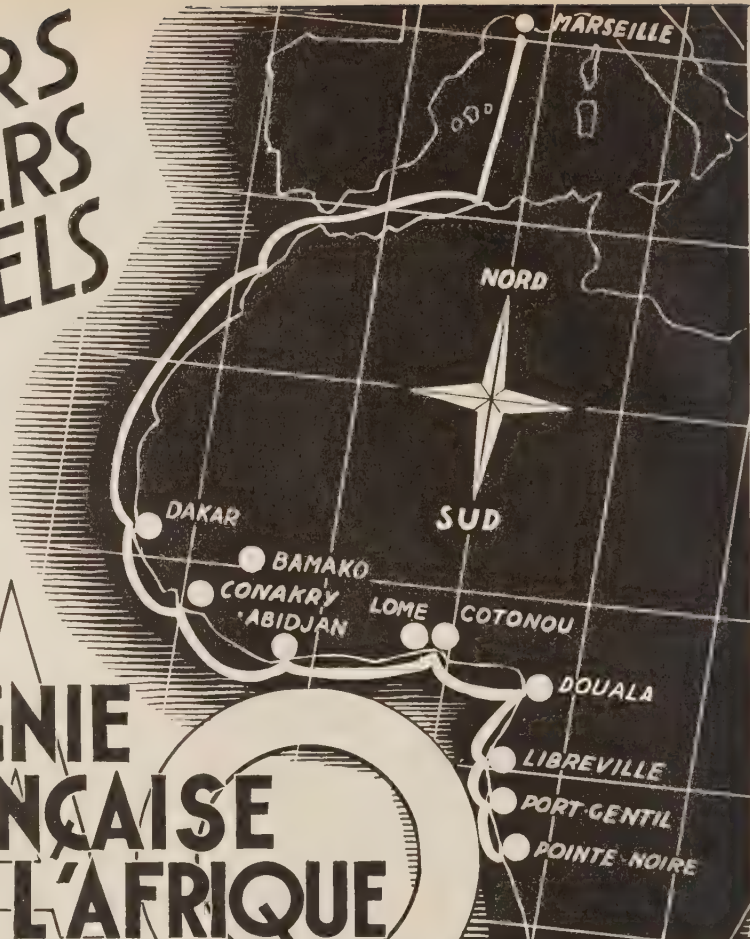 RS
RS
ELS
MARSEILLE
NORD
SUD
DAKAR
BAMAKO
CONAKRY
ABIDJAN
LOME
COTONOU
DOUALA
LIBREVILLE
PORT-GENTIL
POINTE-NOIRE
GNIE
NÇAISE
L'AFRIQUE